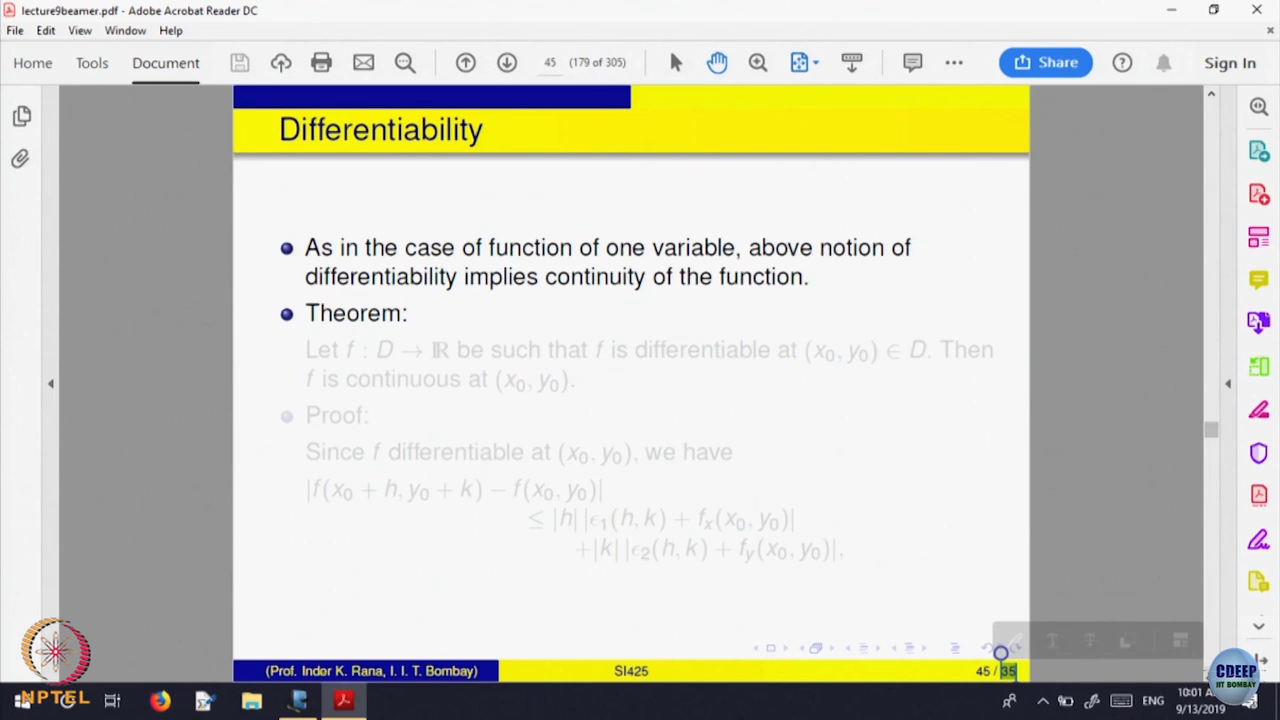 lecture9beamer.pdf - Adobe Acrobat Reader DC
File Edit View Window Help
Home Tools Document 45 (179 of 305) Share Sign In
Differentiability
As in the case of function of one variable, above notion of
differentiability implies continuity of the function.
Theorem:
Let f : D → ℝ be such that f is differentiable at (x₀, y₀) ∈ D. Then
f is continuous at (x₀, y₀).
Proof:
Since f differentiable at (x₀, y₀), we have
|f(x₀ + h, y₀ + k) − f(x₀, y₀)|
≤ |h| |ϵ₁(h, k) + fₓ(x₀, y₀)|
+|k| |ϵ₂(h, k) + f_y(x₀, y₀)|,
(Prof. Indor K. Rana, I. I. T. Bombay) SI425 45 / 35
NPTEL
CDEEP
IIT BOMBAY
ENG
10:01 A
9/13/2019